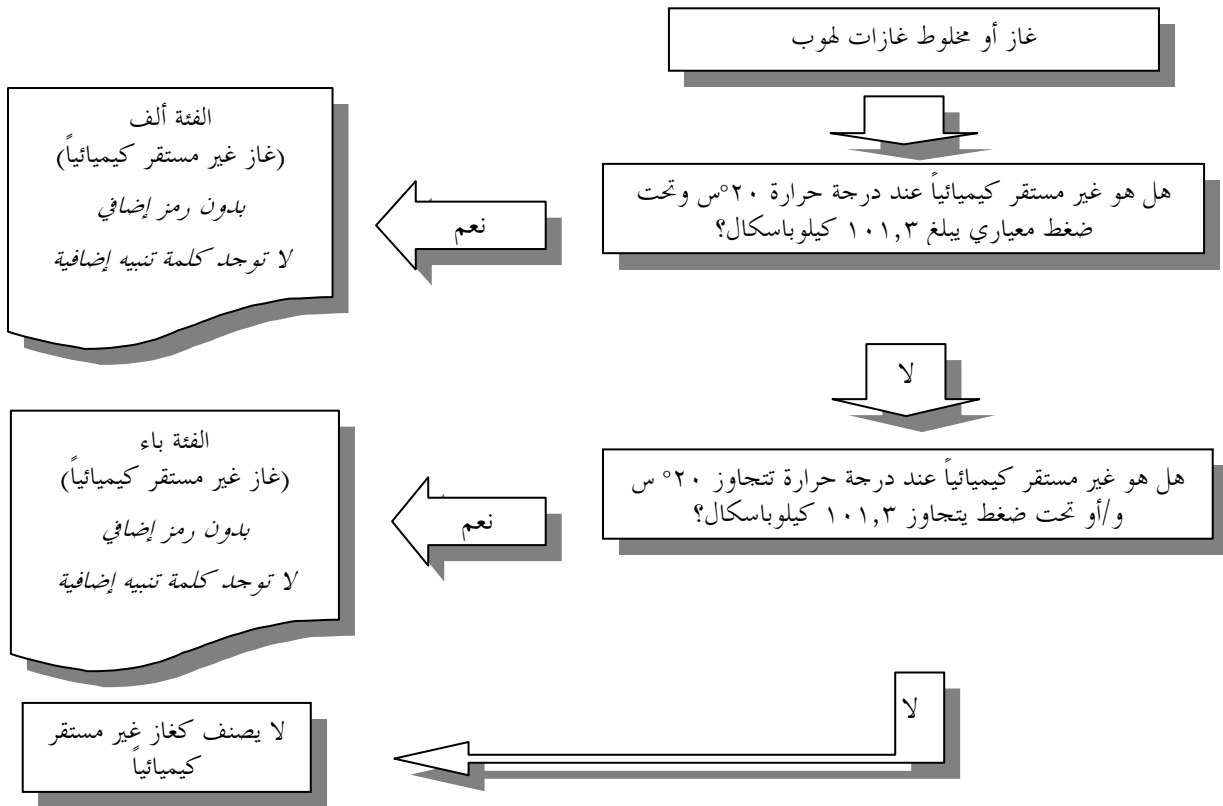 غاز أو مخلوط غازات لهوب
هل هو غير مستقر كيميائياً عند درجة حرارة ٢٠°س وتحت
ضغط معياري يبلغ ١٠١,٣ كيلوباسكال؟
نعم
الفئة ألف
(غاز غير مستقر كيميائياً)
بدون رمز إضافي
لا توجد كلمة تنبيه إضافية
لا
هل هو غير مستقر كيميائياً عند درجة حرارة تتجاوز ٢٠° س
و/أو تحت ضغط يتجاوز ١٠١,٣ كيلوباسكال؟
نعم
الفئة باء
(غاز غير مستقر كيميائياً)
بدون رمز إضافي
لا توجد كلمة تنبيه إضافية
لا
لا يصنف كغاز غير مستقر
كيميائياً